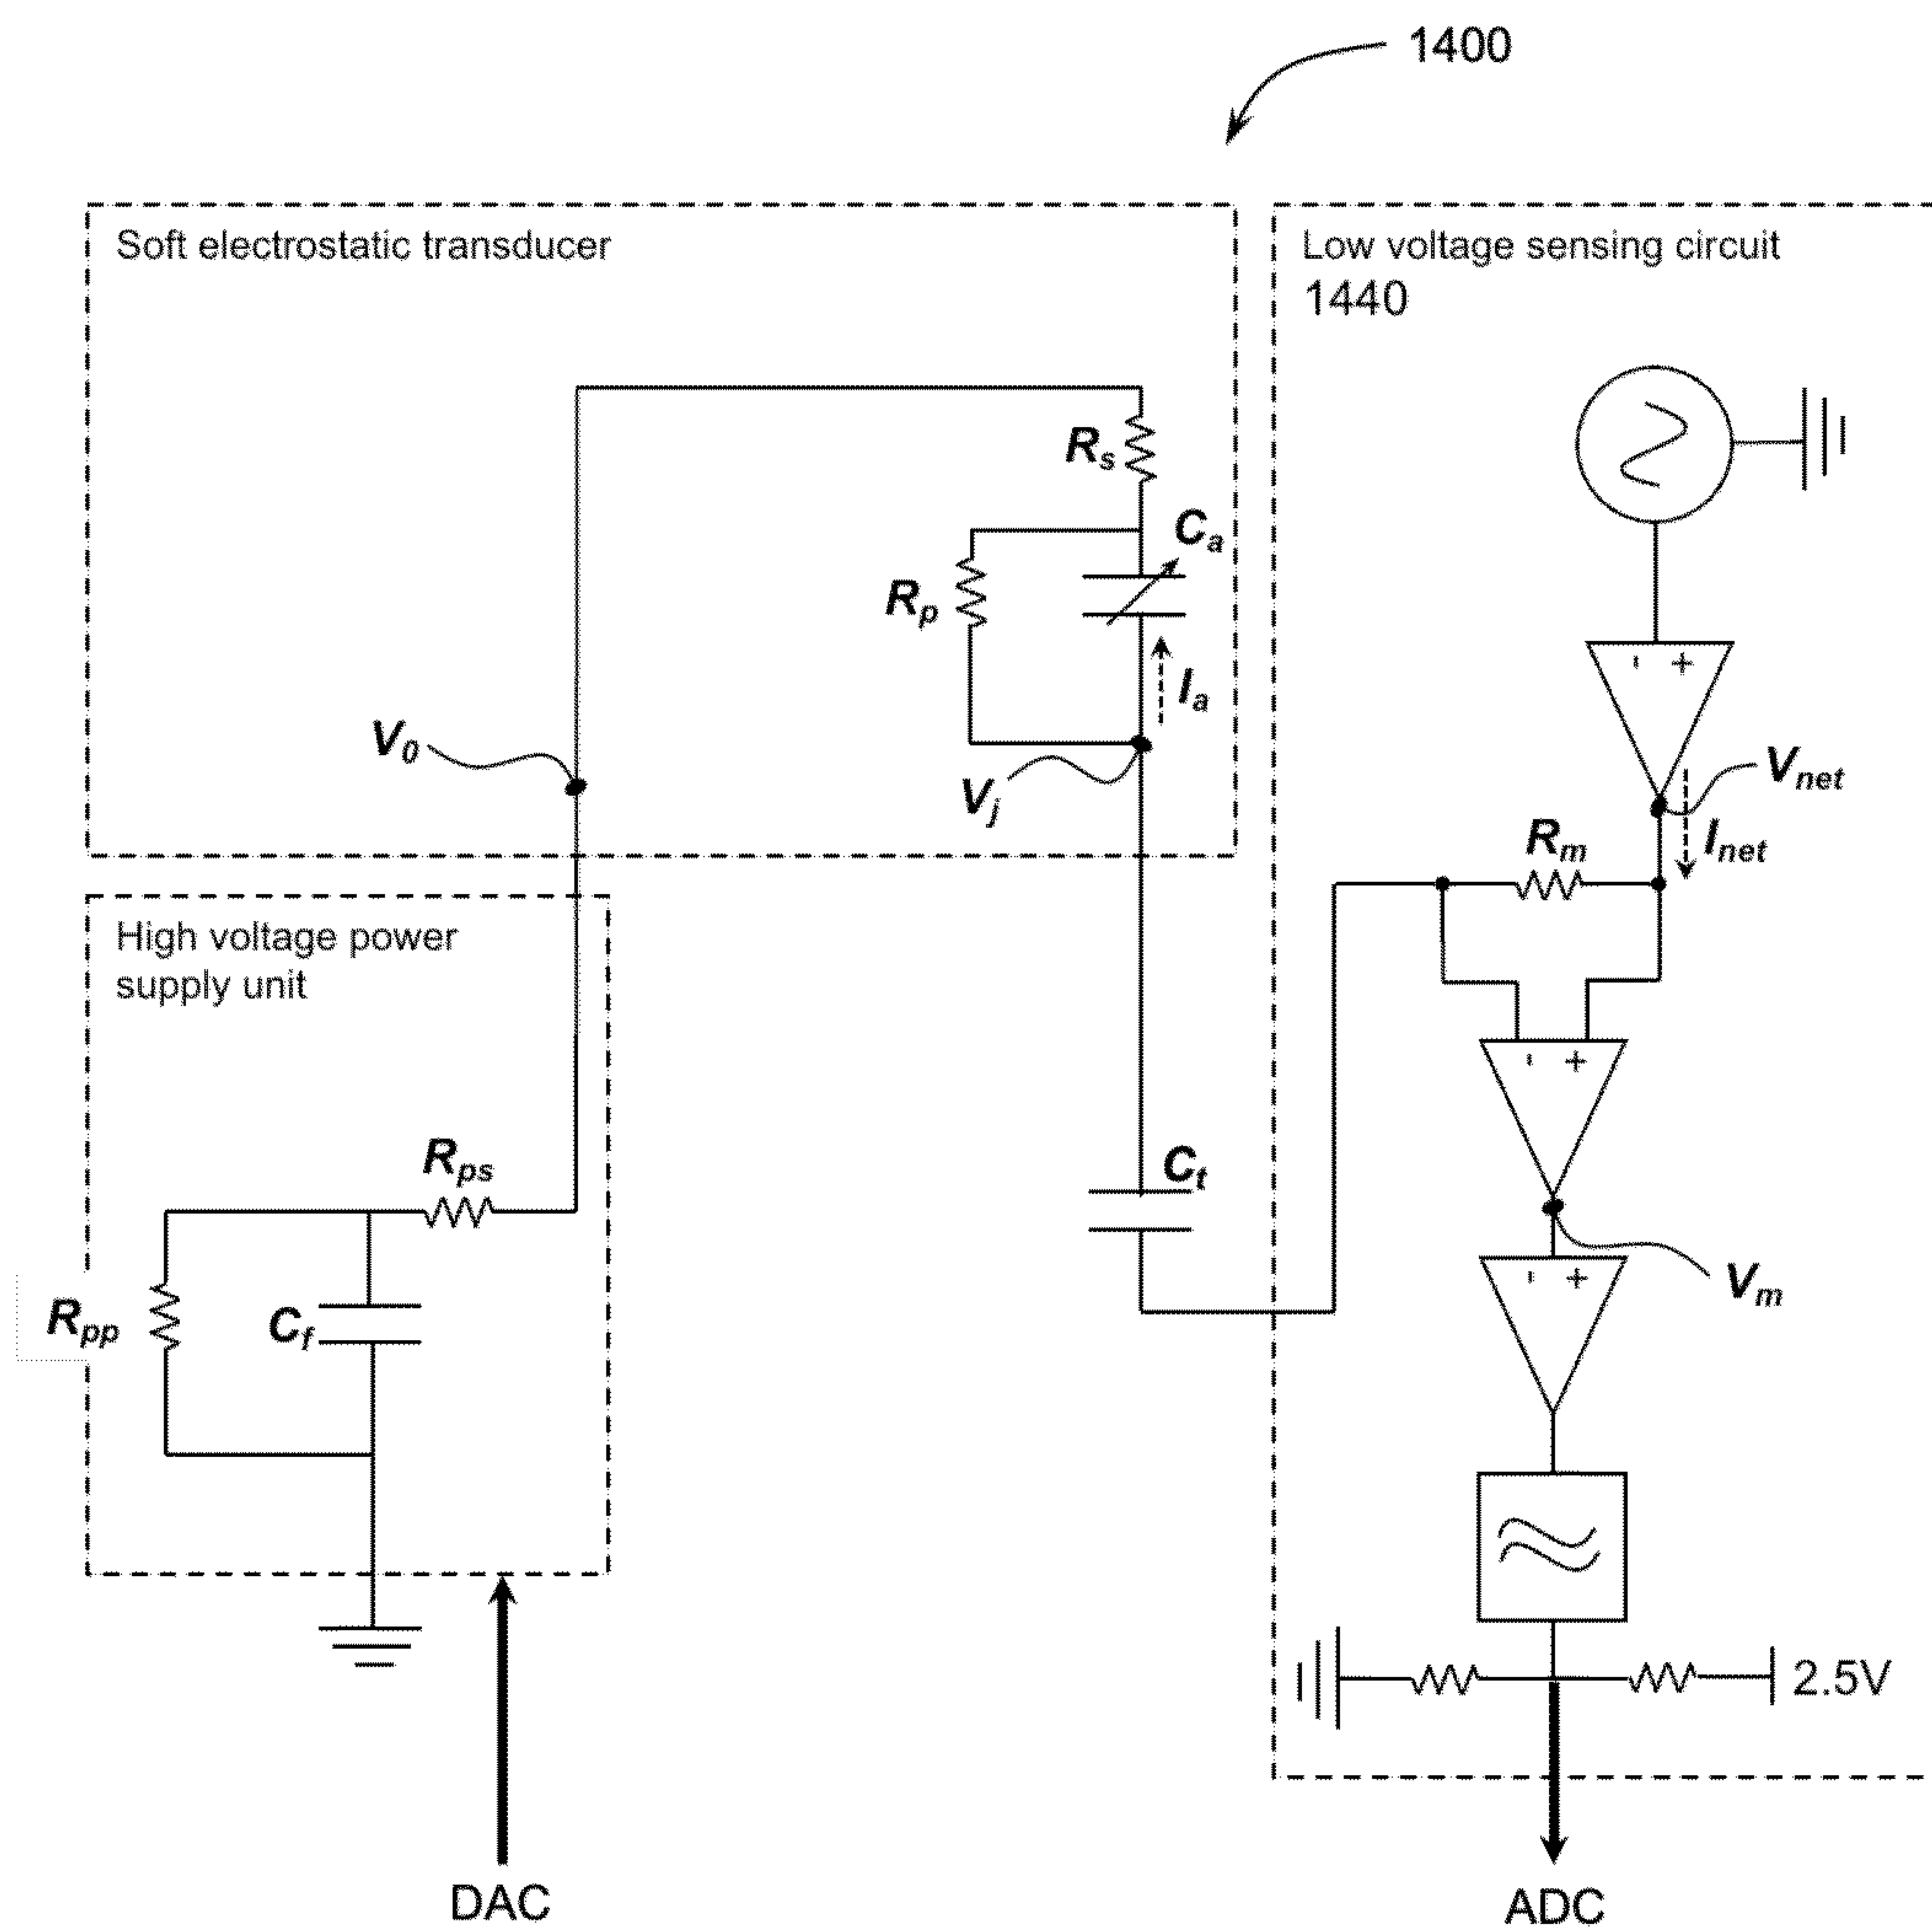 1400
Soft electrostatic transducer
Low voltage sensing circuit
1440
Rs
Ca
Rp
Ia
V0
Vj
Vnet
Rm
Inet
High voltage power
supply unit
Rps
Ct
Rpp
Cf
Vm
- +
- +
- +
2.5V
DAC
ADC